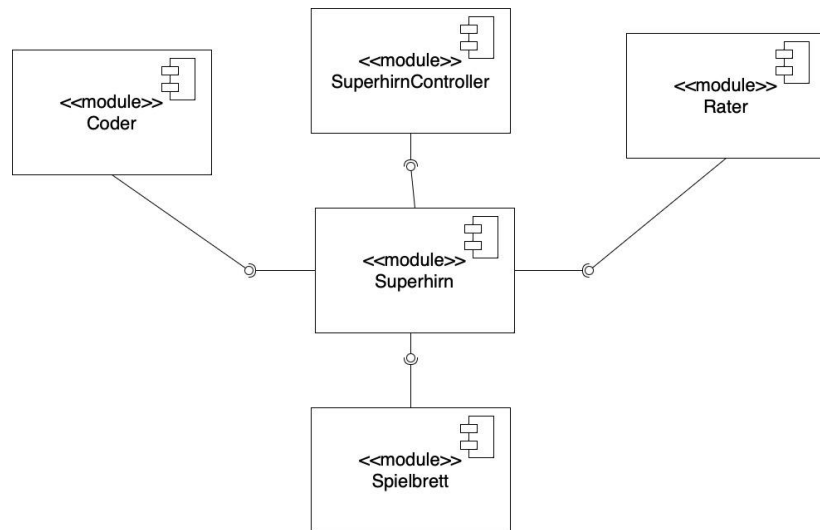 <<module>>
SuperhirnController
<<module>>
Coder
<<module>>
Rater
<<module>>
Superhirn
<<module>>
Spielbrett